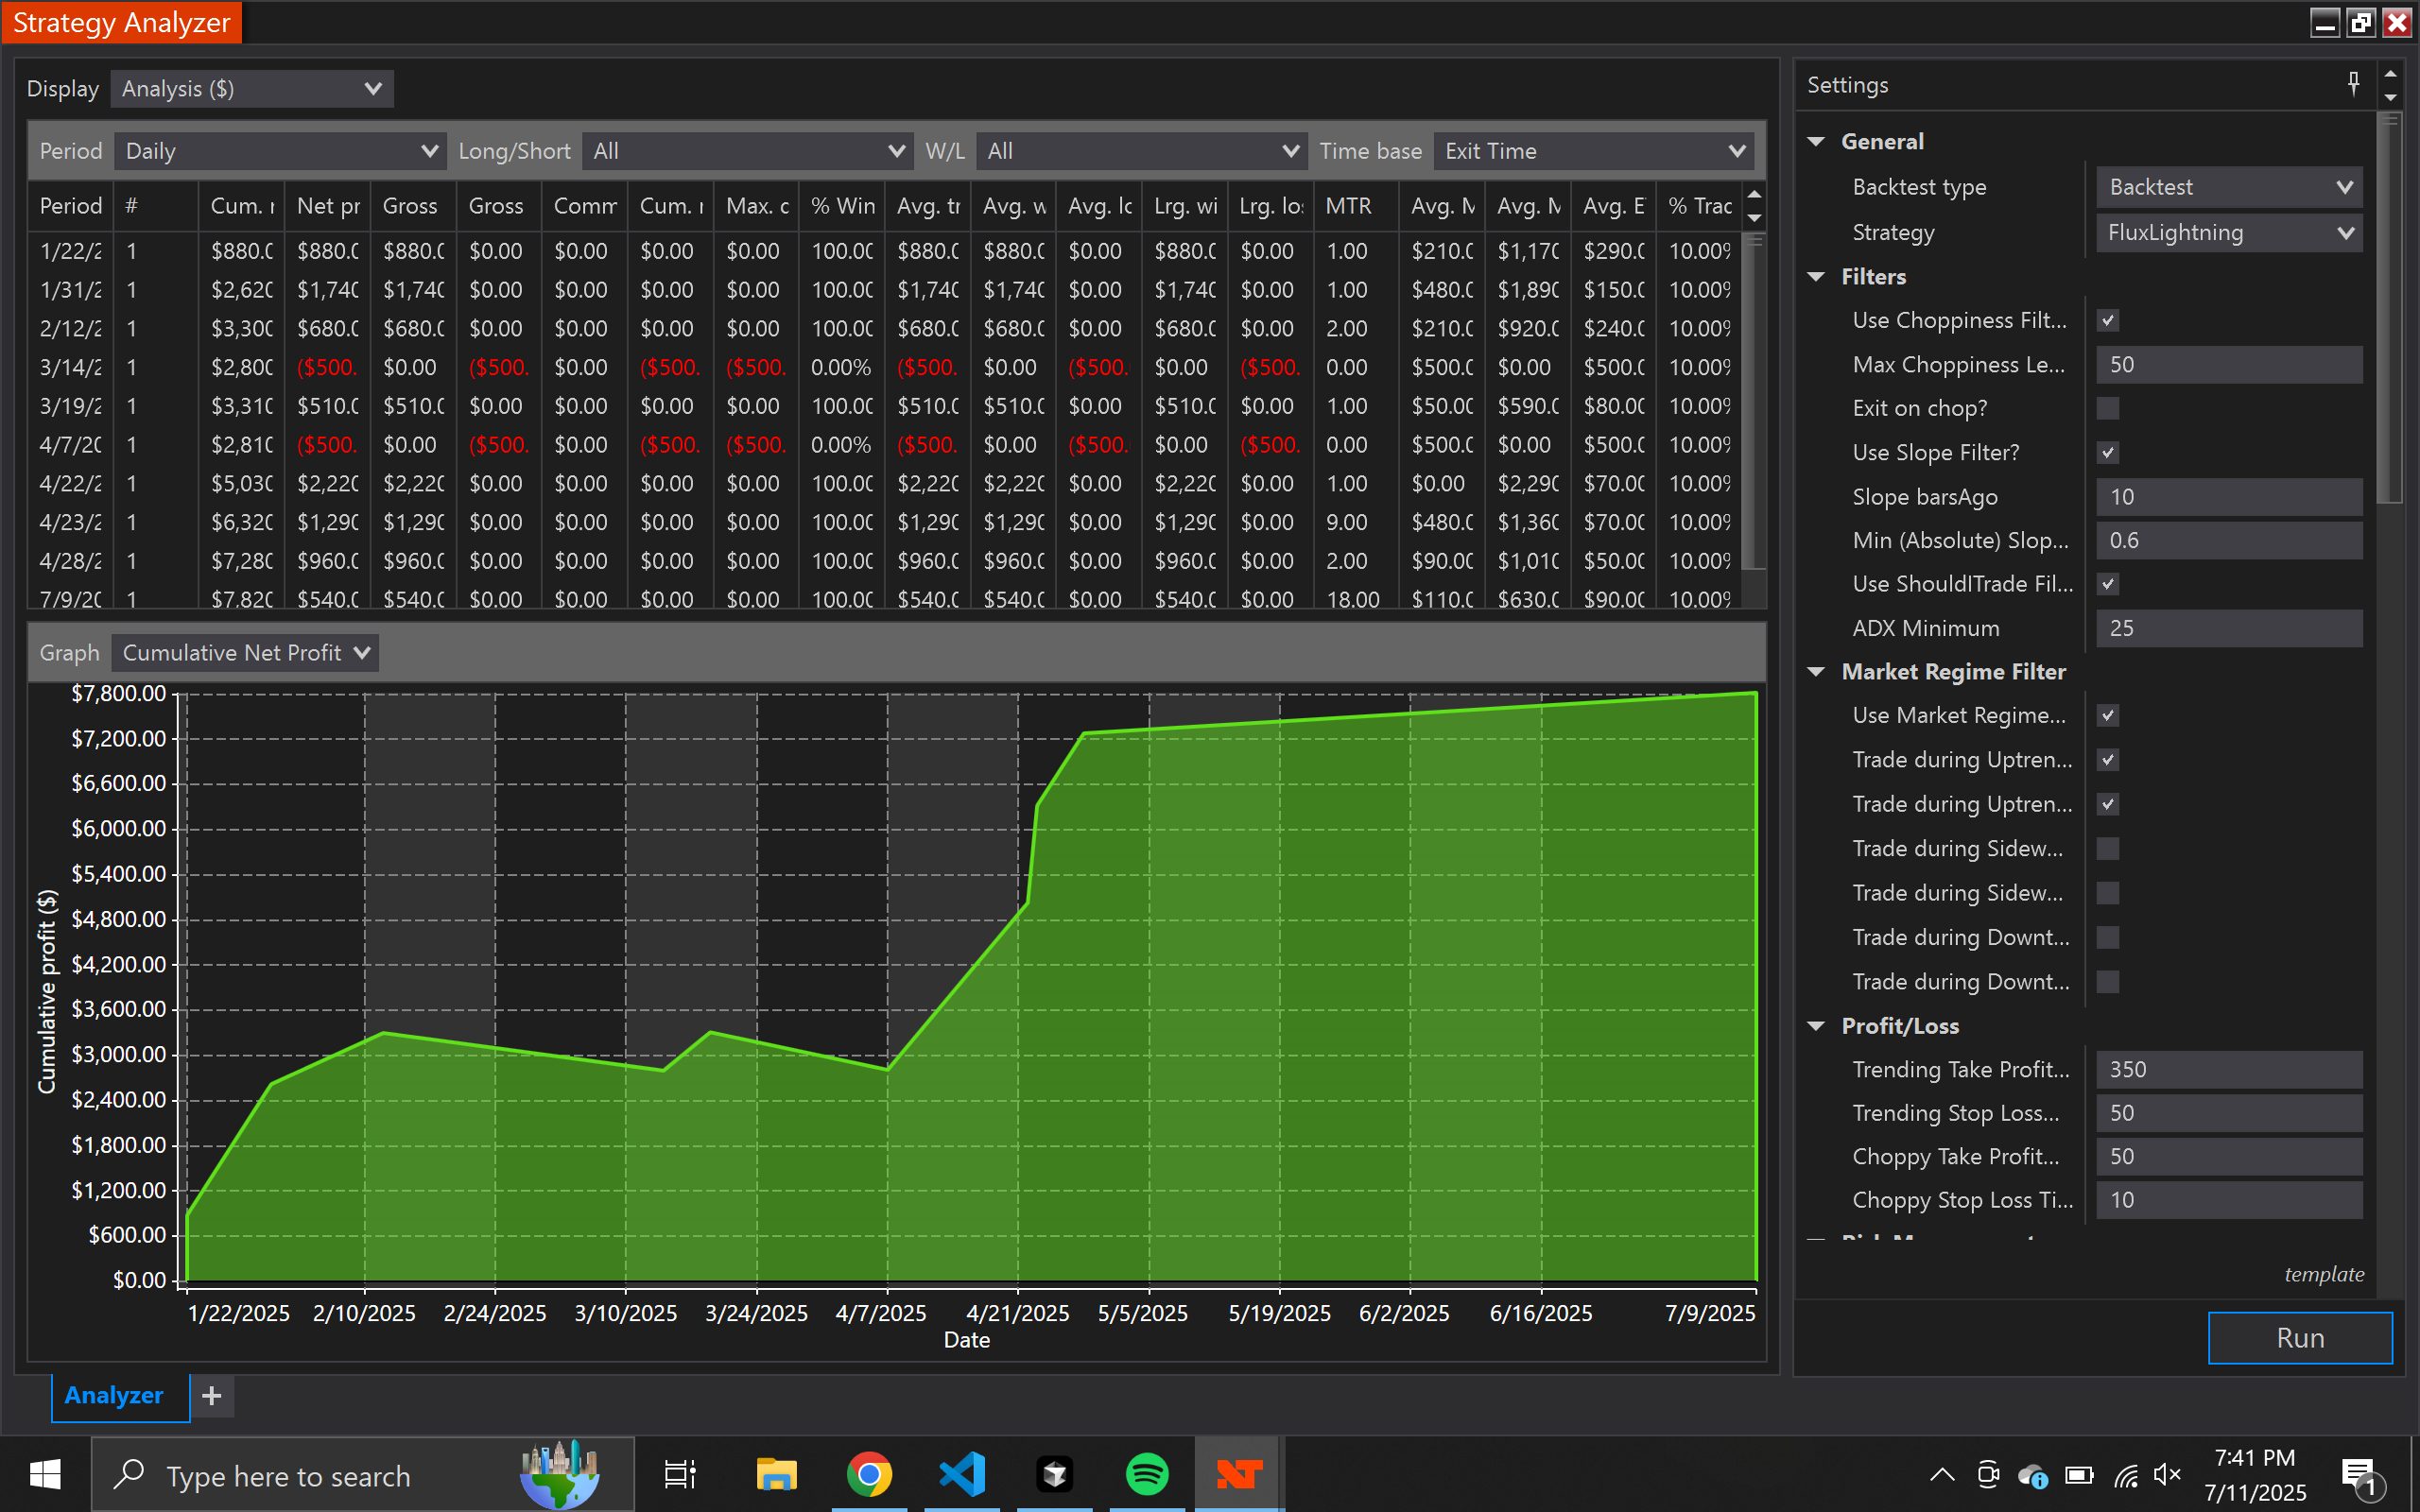 Strategy Analyzer
Display Analysis ($)
Period Daily Long/Short All W/L All Time base Exit Time
Period # Cum. r Net pr Gross Gross Comm Cum. r Max. c % Win Avg. tr Avg. w Avg. lo Lrg. wi Lrg. lo MTR Avg. M Avg. M Avg. E % Trad
1/22/2 1 $880.0 $880.0 $880.0 $0.00 $0.00 $0.00 $0.00 100.00 $880.0 $880.0 $0.00 $880.0 $0.00 1.00 $210.0 $1,170 $290.0 10.00%
1/31/2 1 $2,620 $1,740 $1,740 $0.00 $0.00 $0.00 $0.00 100.00 $1,740 $1,740 $0.00 $1,740 $0.00 1.00 $480.0 $1,890 $150.0 10.00%
2/12/2 1 $3,300 $680.0 $680.0 $0.00 $0.00 $0.00 $0.00 100.00 $680.0 $680.0 $0.00 $680.0 $0.00 2.00 $210.0 $920.0 $240.0 10.00%
3/14/2 1 $2,800 ($500. $0.00 ($500. $0.00 ($500. ($500. 0.00% ($500. $0.00 ($500. $0.00 ($500. 0.00 $500.0 $0.00 $500.0 10.00%
3/19/2 1 $3,310 $510.0 $510.0 $0.00 $0.00 $0.00 $0.00 100.00 $510.0 $510.0 $0.00 $510.0 $0.00 1.00 $50.00 $590.0 $80.00 10.00%
4/7/20 1 $2,810 ($500. $0.00 ($500. $0.00 ($500. ($500. 0.00% ($500. $0.00 ($500. $0.00 ($500. 0.00 $500.0 $0.00 $500.0 10.00%
4/22/2 1 $5,030 $2,220 $2,220 $0.00 $0.00 $0.00 $0.00 100.00 $2,220 $2,220 $0.00 $2,220 $0.00 1.00 $0.00 $2,290 $70.00 10.00%
4/23/2 1 $6,320 $1,290 $1,290 $0.00 $0.00 $0.00 $0.00 100.00 $1,290 $1,290 $0.00 $1,290 $0.00 9.00 $480.0 $1,360 $70.00 10.00%
4/28/2 1 $7,280 $960.0 $960.0 $0.00 $0.00 $0.00 $0.00 100.00 $960.0 $960.0 $0.00 $960.0 $0.00 2.00 $90.00 $1,010 $50.00 10.00%
7/9/20 1 $7,820 $540.0 $540.0 $0.00 $0.00 $0.00 $0.00 100.00 $540.0 $540.0 $0.00 $540.0 $0.00 18.00 $110.0 $630.0 $90.00 10.00%
Graph Cumulative Net Profit
$7,800.00
$7,200.00
$6,600.00
$6,000.00
$5,400.00
$4,800.00
$4,200.00
$3,600.00
$3,000.00
$2,400.00
$1,800.00
$1,200.00
$600.00
$0.00
Cumulative profit ($)
1/22/2025 2/10/2025 2/24/2025 3/10/2025 3/24/2025 4/7/2025 4/21/2025 5/5/2025 5/19/2025 6/2/2025 6/16/2025 7/9/2025
Date
Analyzer +
Settings
General
Backtest type Backtest
Strategy FluxLightning
Filters
Use Choppiness Filt...
Max Choppiness Le... 50
Exit on chop?
Use Slope Filter?
Slope barsAgo 10
Min (Absolute) Slop... 0.6
Use ShouldITrade Fil...
ADX Minimum 25
Market Regime Filter
Use Market Regime...
Trade during Uptren...
Trade during Uptren...
Trade during Sidew...
Trade during Sidew...
Trade during Downt...
Trade during Downt...
Profit/Loss
Trending Take Profit... 350
Trending Stop Loss... 50
Choppy Take Profit... 50
Choppy Stop Loss Ti... 10
template
Run
Type here to search
7:41 PM
7/11/2025
1